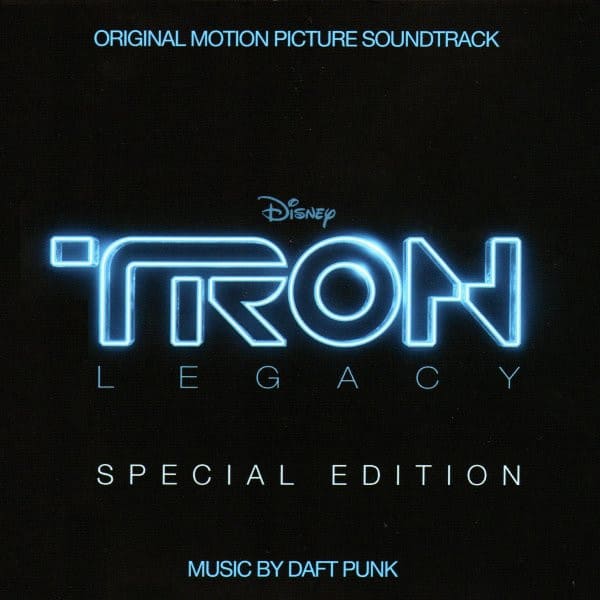 ORIGINAL MOTION PICTURE SOUNDTRACK
Disney
TRON
LEGACY
SPECIAL EDITION
MUSIC BY DAFT PUNK